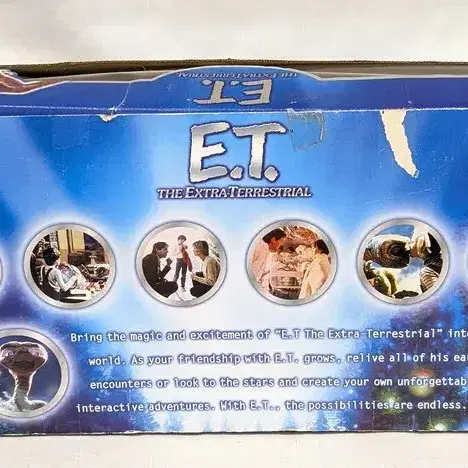 E.T.
THE EXTRA-TERRESTRIAL
E.T.
THE EXTRA-TERRESTRIAL
Bring the magic and excitement of "E.T The Extra-Terrestrial" into
world. As your friendship with E.T. grows, relive all of his ea
encounters or look to the stars and create your own unforgettab
interactive adventures. With E.T., the possibilities are endless.